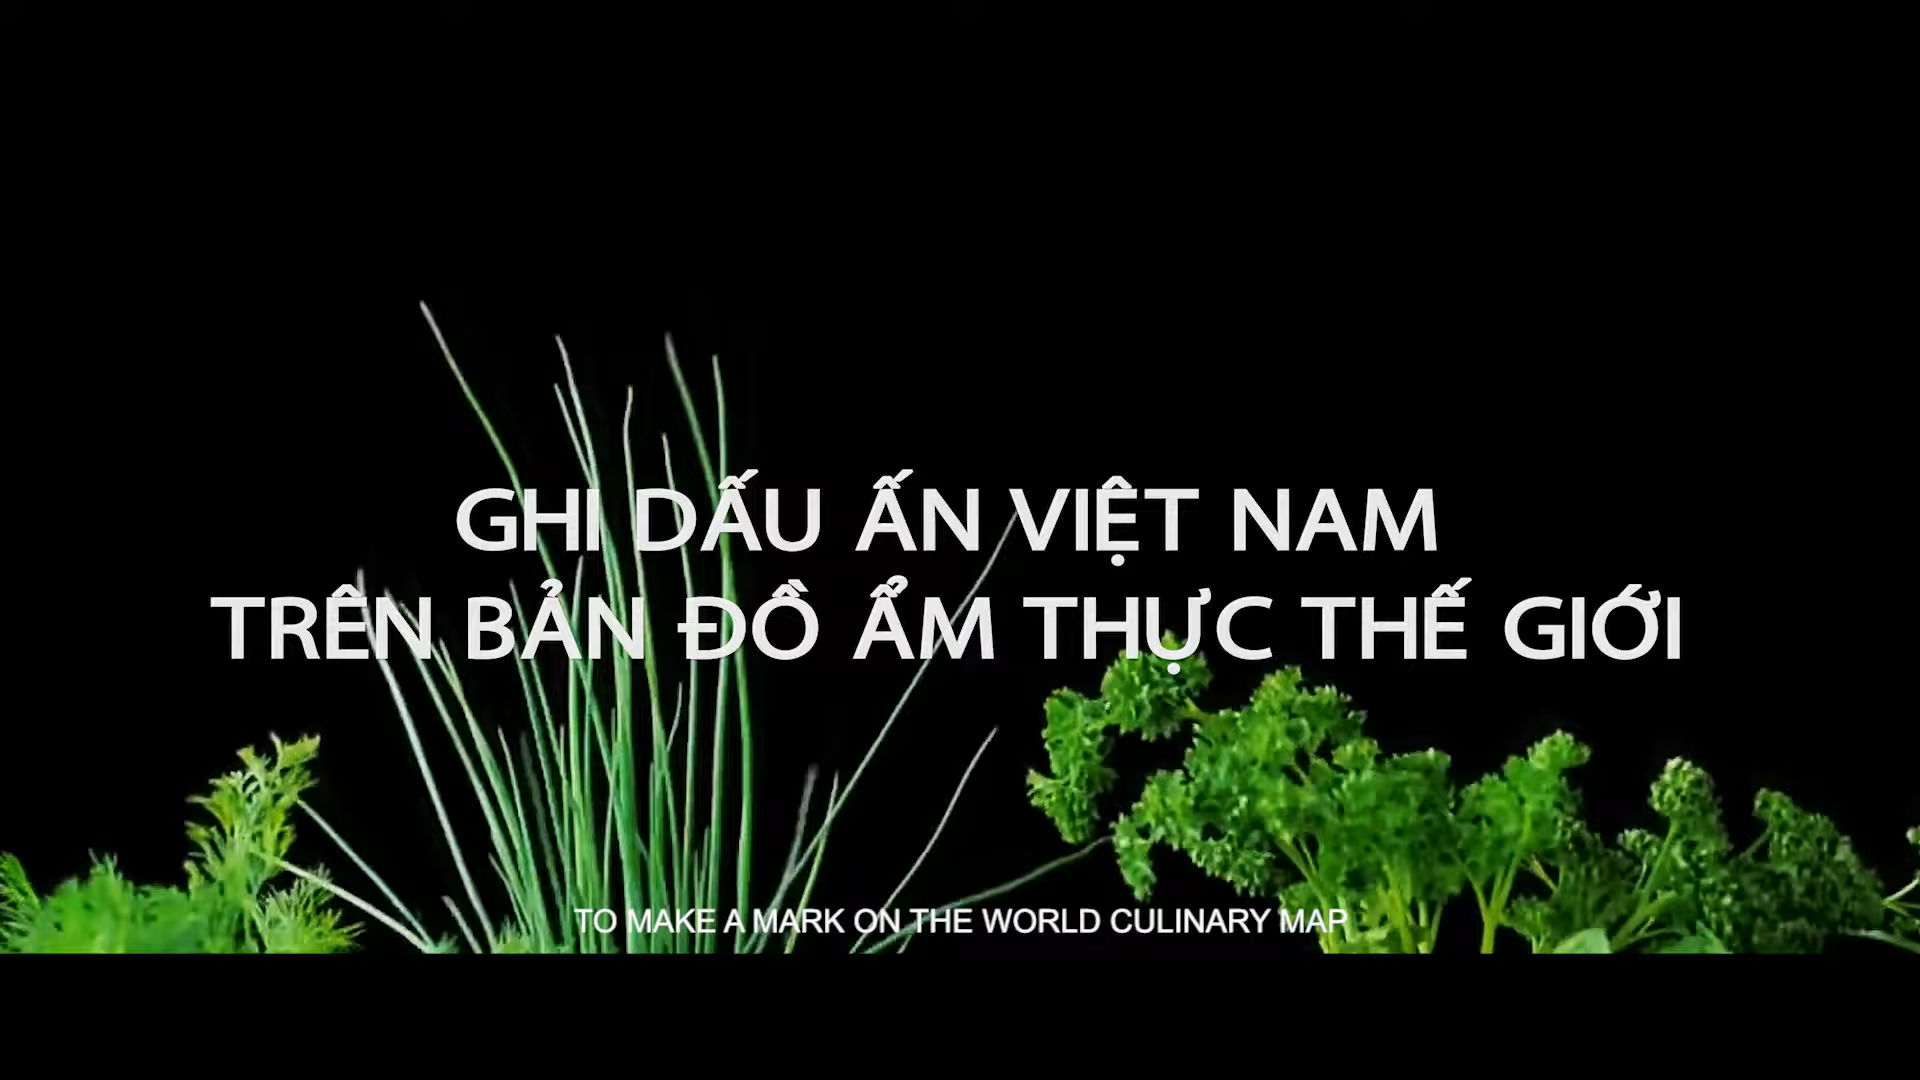 GHI DẤU ẤN VIỆT NAM
TRÊN BẢN ĐỒ ẨM THỰC THẾ GIỚI
TO MAKE A MARK ON THE WORLD CULINARY MAP